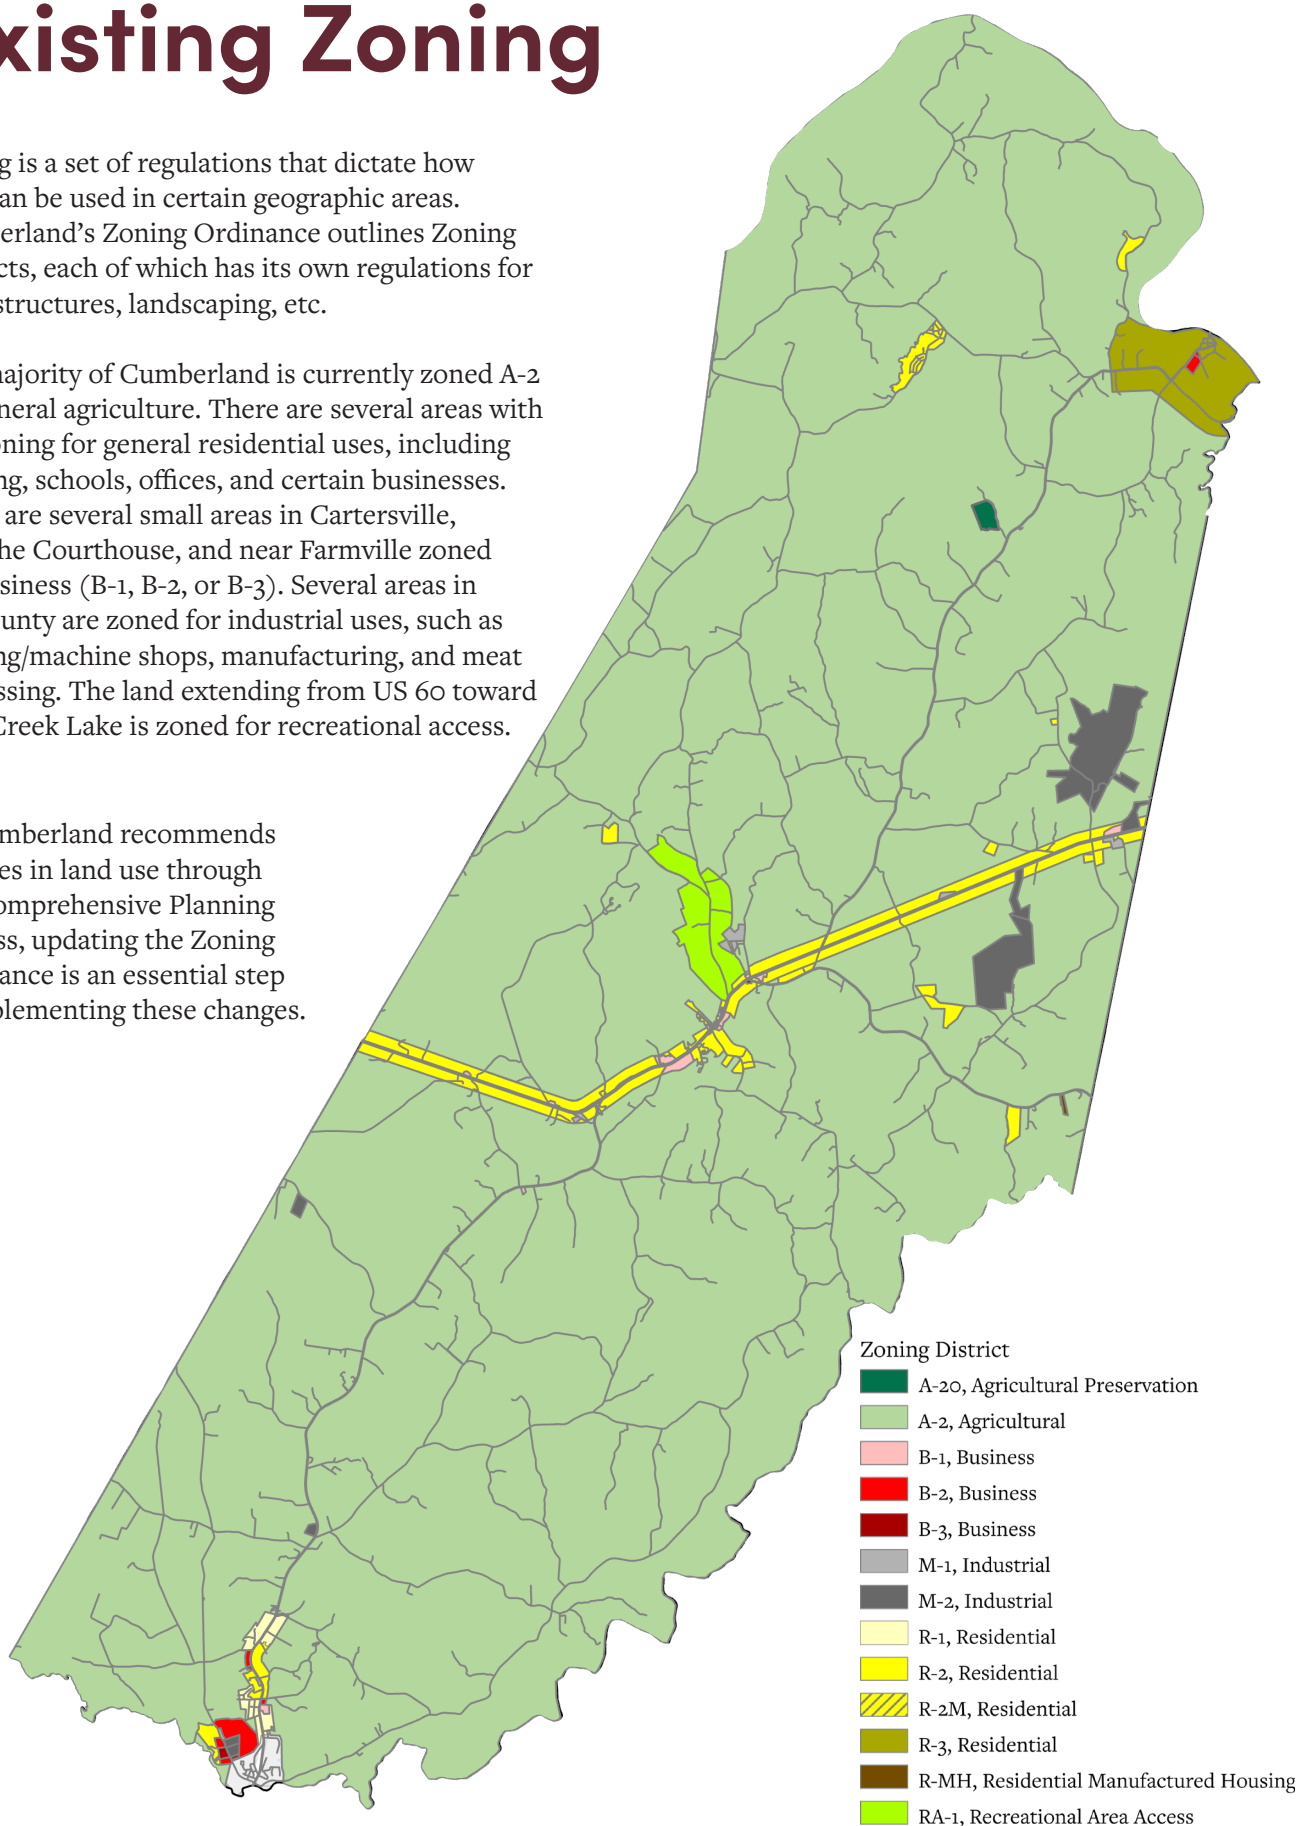 xisting Zoning
g is a set of regulations that dictate how
an be used in certain geographic areas.
erland’s Zoning Ordinance outlines Zoning
cts, each of which has its own regulations for
structures, landscaping, etc.
najority of Cumberland is currently zoned A-2
neral agriculture. There are several areas with
oning for general residential uses, including
ng, schools, offices, and certain businesses.
are several small areas in Cartersville,
he Courthouse, and near Farmville zoned
siness (B-1, B-2, or B-3). Several areas in
unty are zoned for industrial uses, such as
ng/machine shops, manufacturing, and meat
ssing. The land extending from US 60 toward
Creek Lake is zoned for recreational access.
umberland recommends
es in land use through
omprehensive Planning
ss, updating the Zoning
ance is an essential step
plementing these changes.
Zoning District
A-20, Agricultural Preservation
A-2, Agricultural
B-1, Business
B-2, Business
B-3, Business
M-1, Industrial
M-2, Industrial
R-1, Residential
R-2, Residential
R-2M, Residential
R-3, Residential
R-MH, Residential Manufactured Housing
RA-1, Recreational Area Access